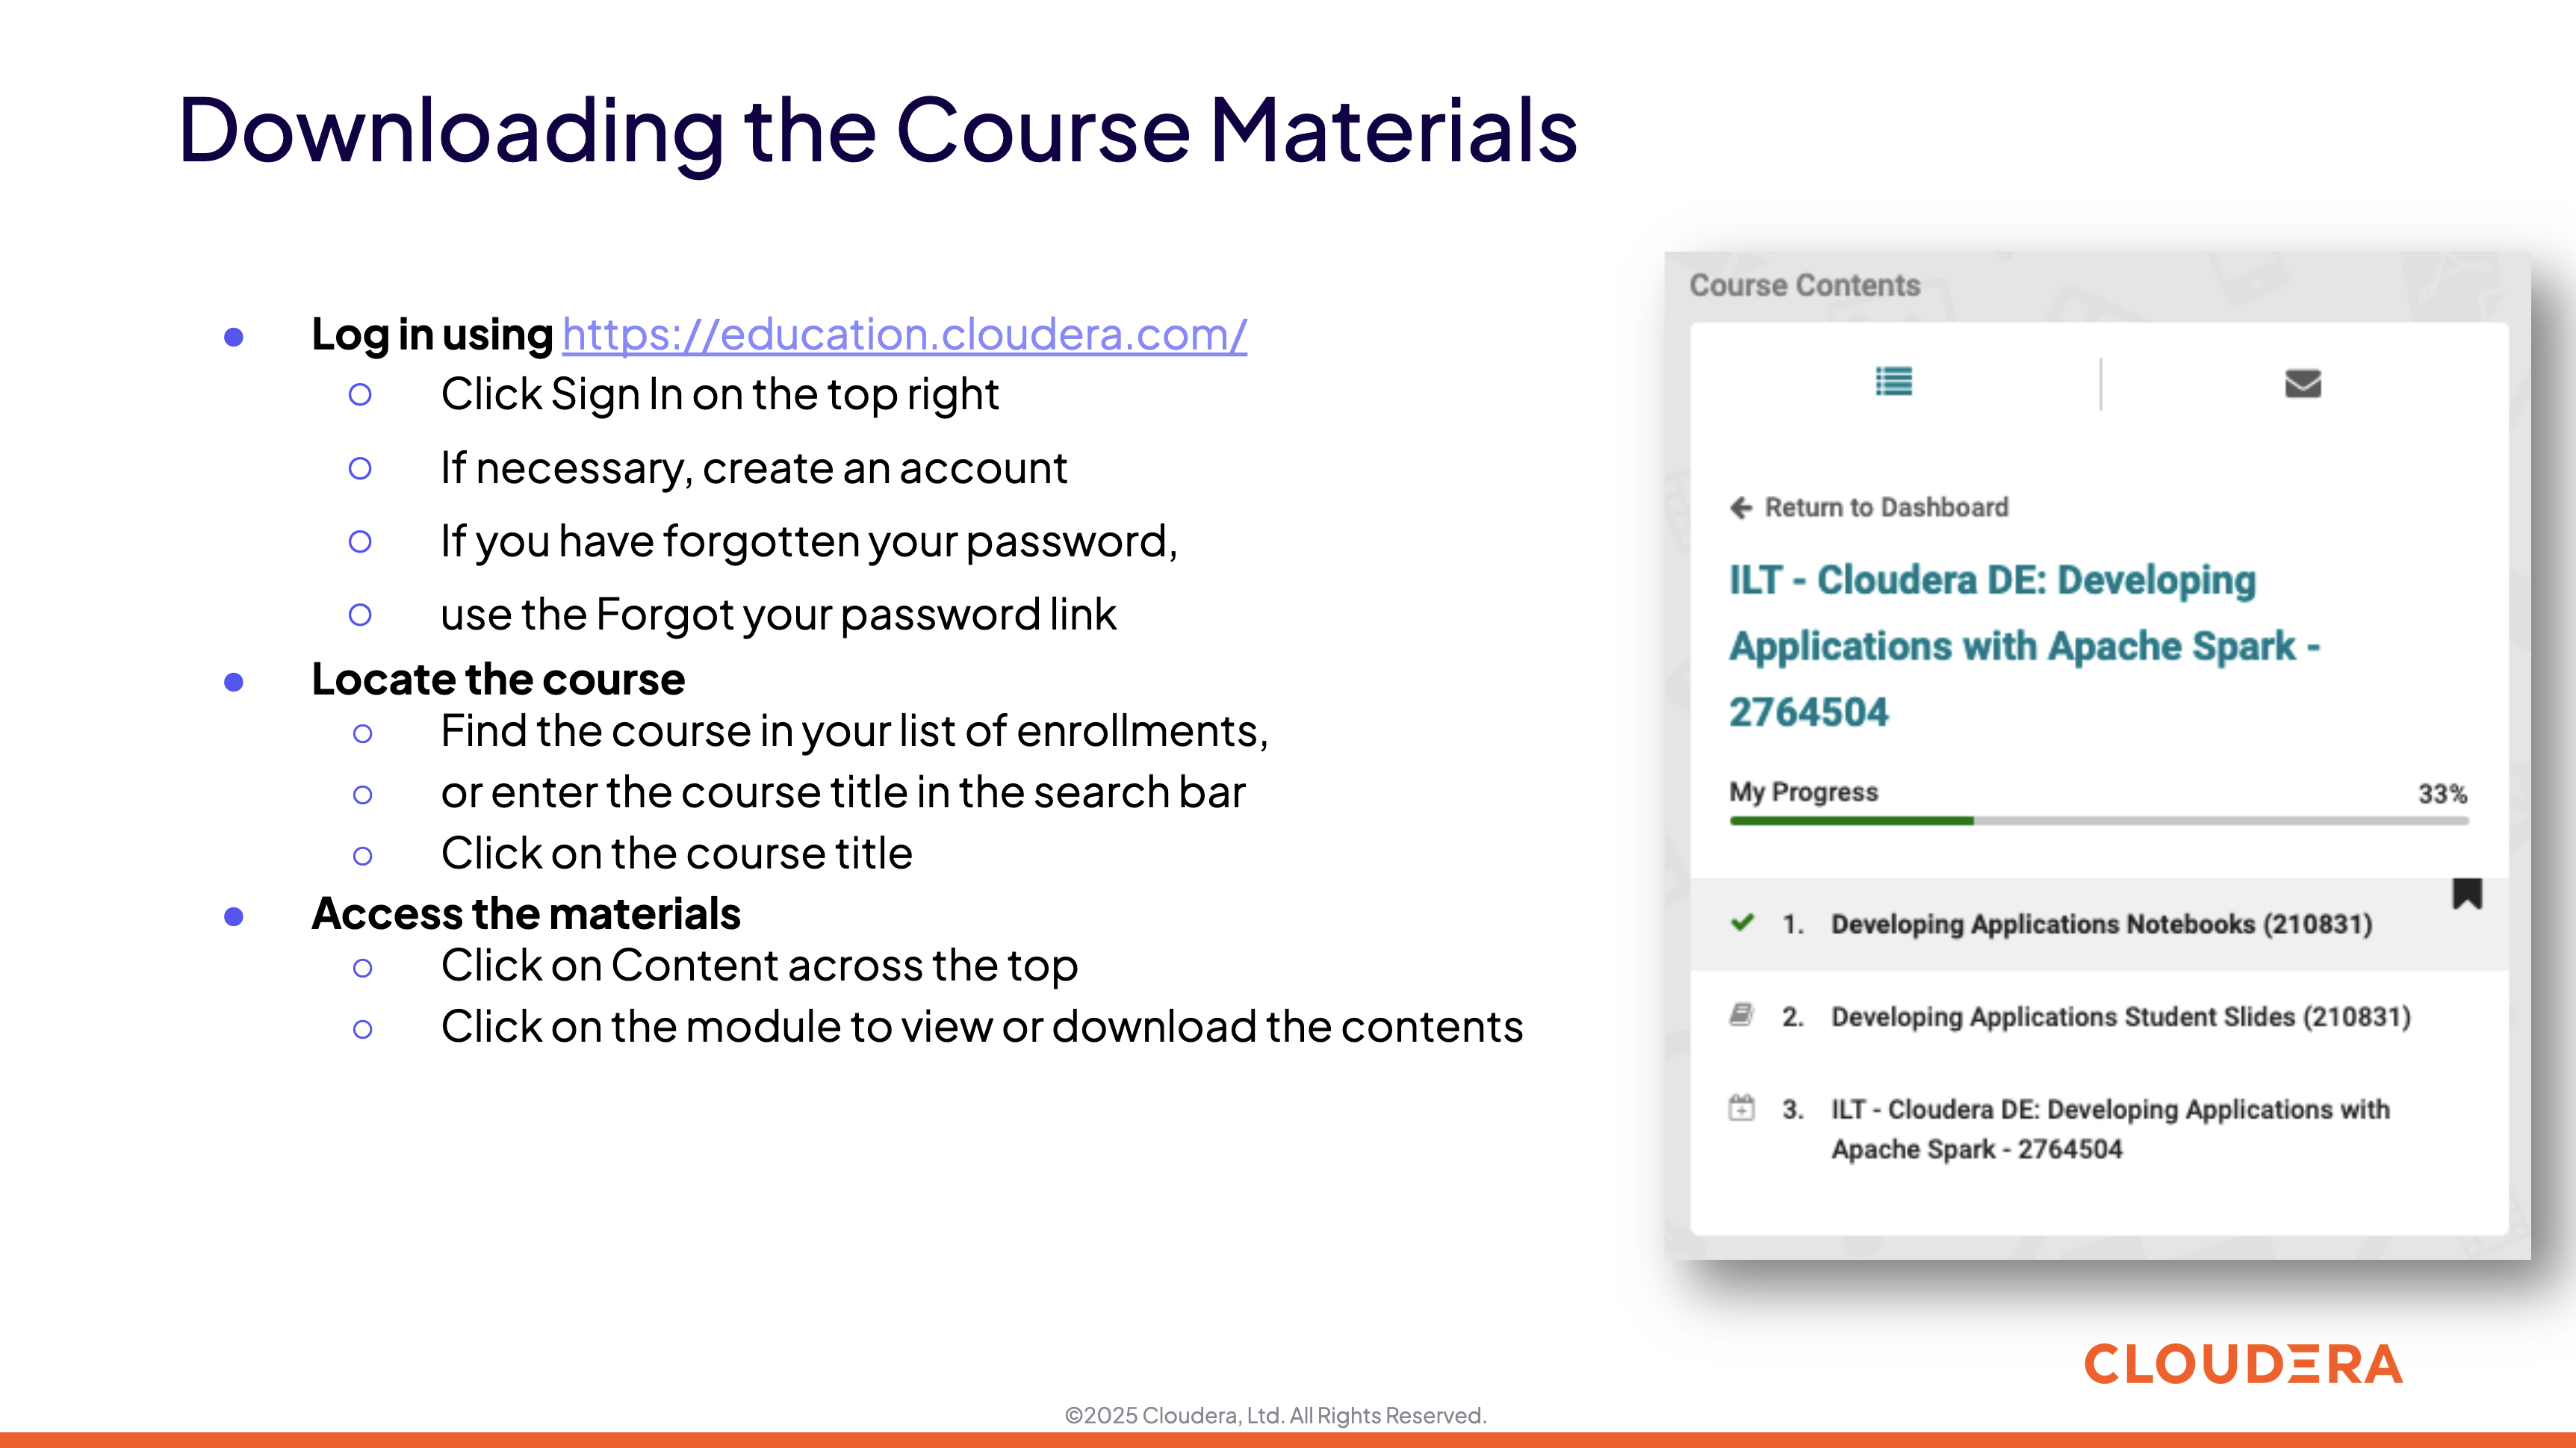 Downloading the Course Materials
● Log in using https://education.cloudera.com/
○ Click Sign In on the top right
○ If necessary, create an account
○ If you have forgotten your password,
○ use the Forgot your password link
● Locate the course
○ Find the course in your list of enrollments,
○ or enter the course title in the search bar
○ Click on the course title
● Access the materials
○ Click on Content across the top
○ Click on the module to view or download the contents
Course Contents
Return to Dashboard
ILT - Cloudera DE: Developing
Applications with Apache Spark -
2764504
My Progress 33%
1. Developing Applications Notebooks (210831)
2. Developing Applications Student Slides (210831)
3. ILT - Cloudera DE: Developing Applications with
Apache Spark - 2764504
CLOUDERA
©2025 Cloudera, Ltd. All Rights Reserved.